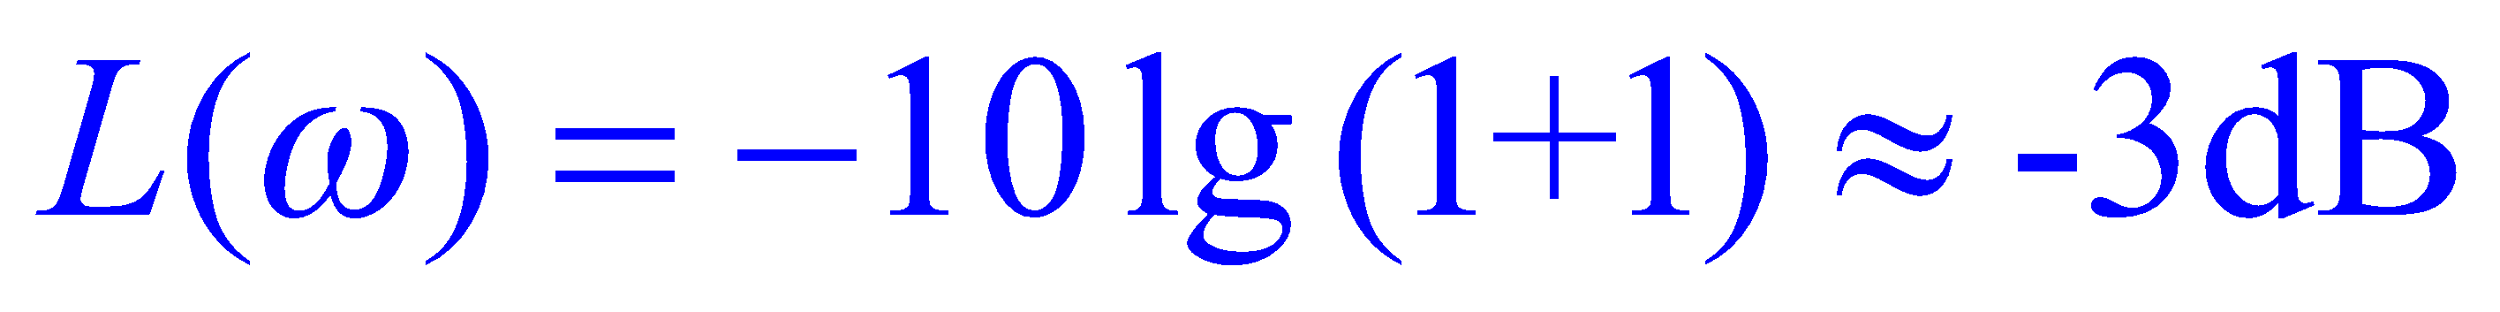 L(ω) = −10lg(1+1) ≈ -3dB